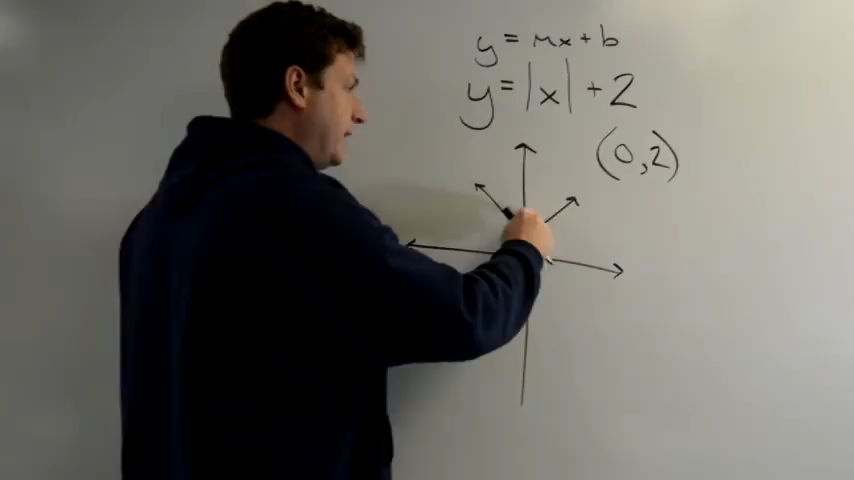 y = mx + b
y = |x| + 2
(0,2)